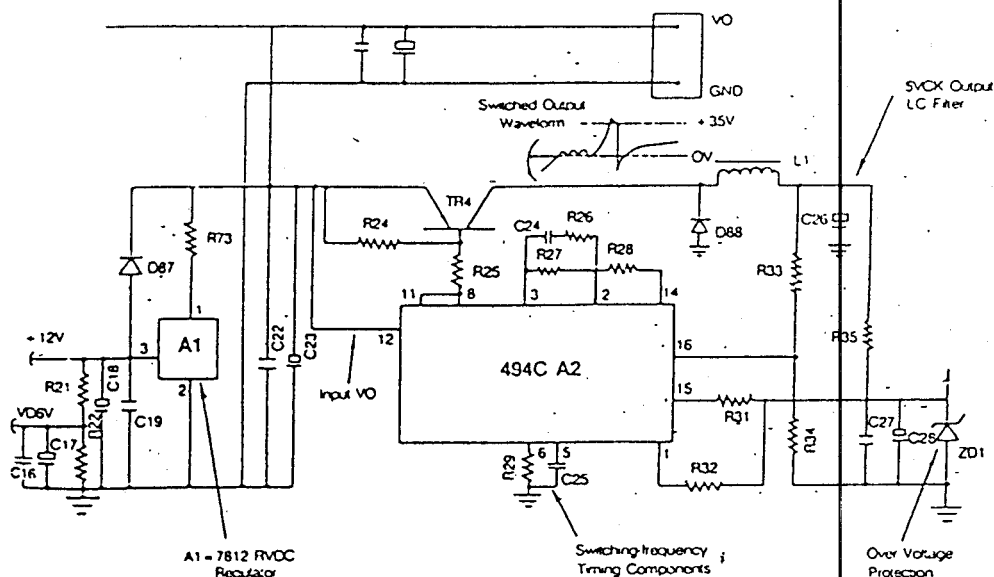 VO
GND
SVCX Output
LC Filter
Switched Output
Waveform
+ 35V
0V
L1
TR4
R24
R73
D87
R25
C24
R26
R27
R28
D88
C26
R33
R35
11
8
3
2
14
12
1
A1
3
2
+ 12V
C18
R21
R22
VD6V
C17
C16
C19
C22
C23
Input VO
494C A2
16
15
R31
R34
C27
C28
ZD1
R29
6
5
C25
1
R32
A1 = 7812 RVDC
Regulator
Switching-frequency
Timing Components
Over Voltage
Protection